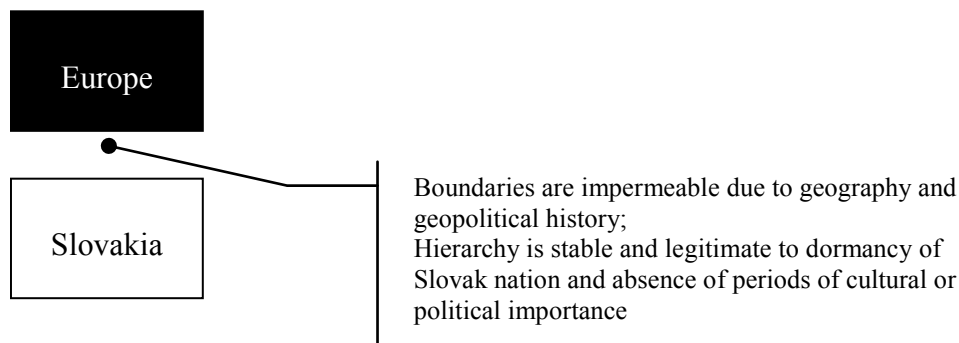 Europe
Slovakia
Boundaries are impermeable due to geography and
geopolitical history;
Hierarchy is stable and legitimate to dormancy of
Slovak nation and absence of periods of cultural or
political importance